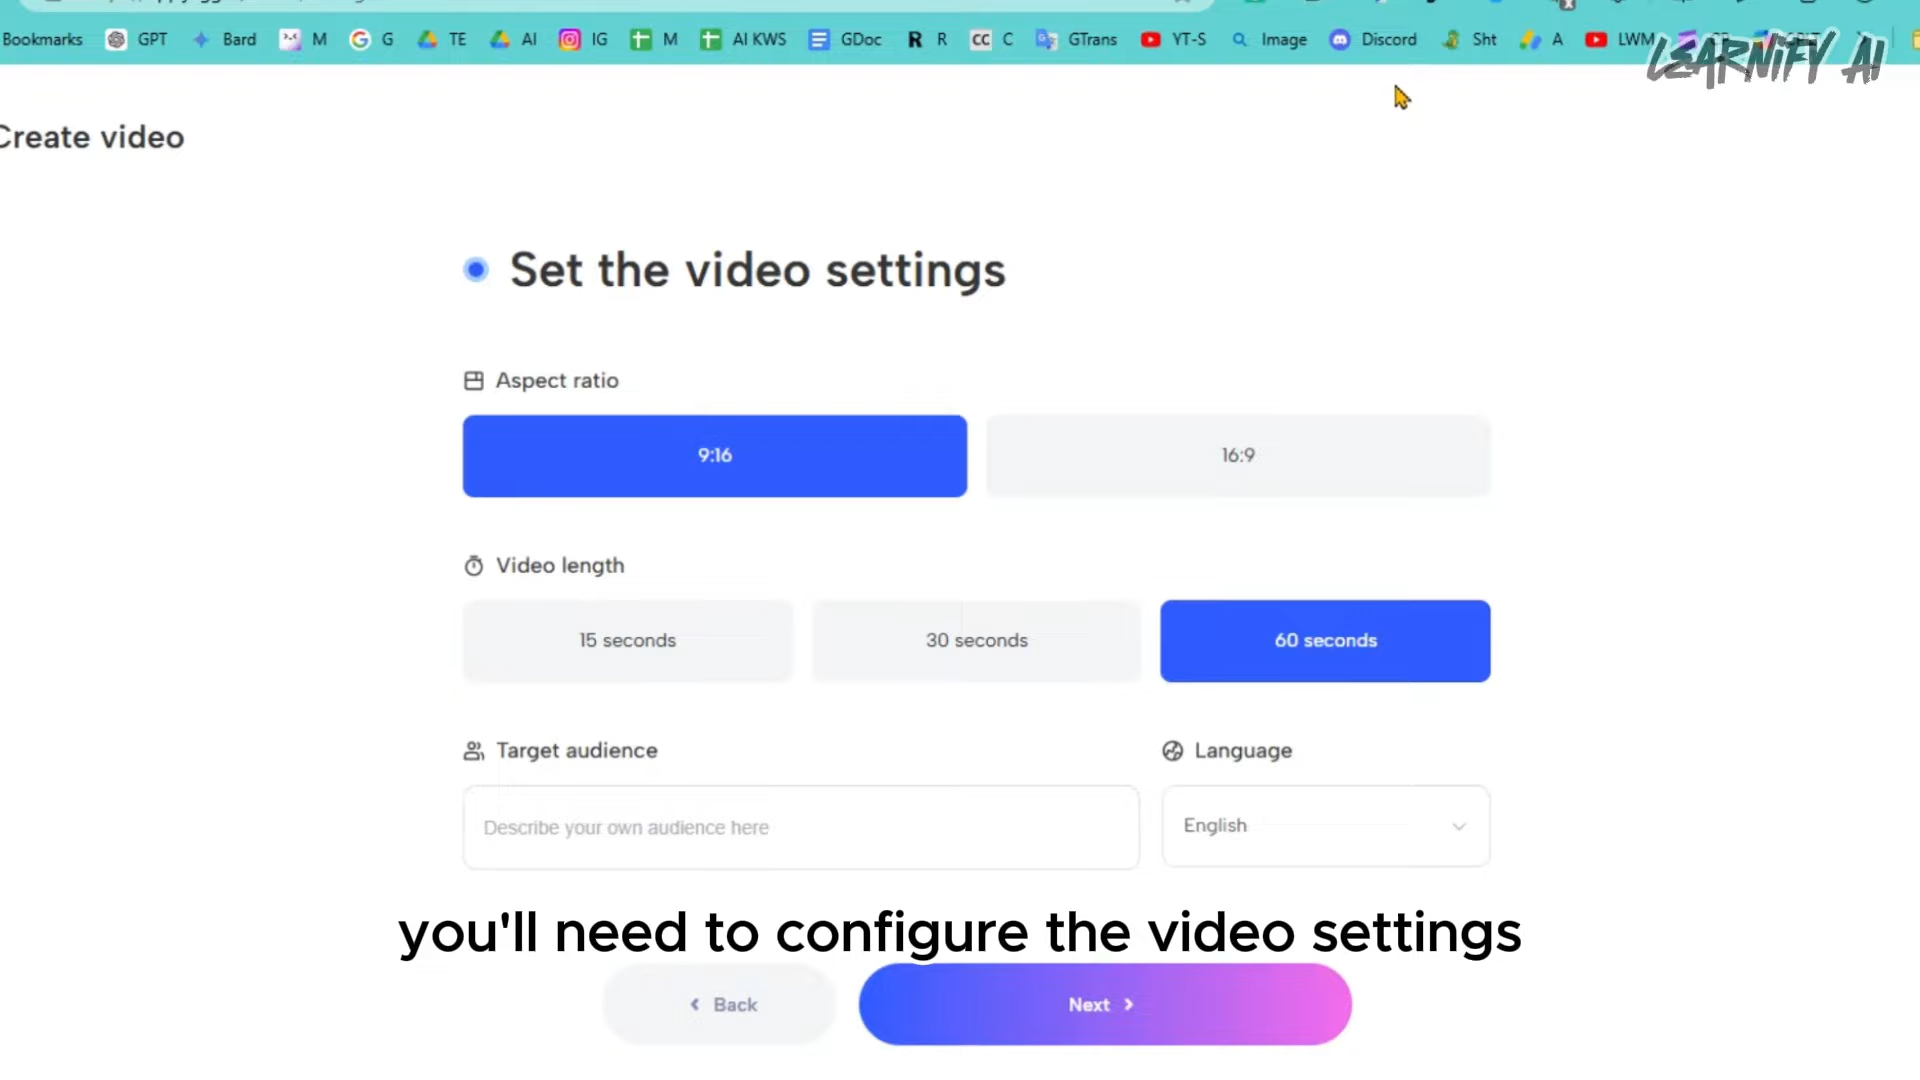 Bookmarks GPT Bard M G TE AI IG M AI KWS GDoc R CC C GTrans YT-S Image Discord Sht A LWM
LEARNIFY AI
Create video
Set the video settings
Aspect ratio
9:16 16:9
Video length
15 seconds 30 seconds 60 seconds
Target audience Language
Describe your own audience here English
you'll need to configure the video settings
Back Next